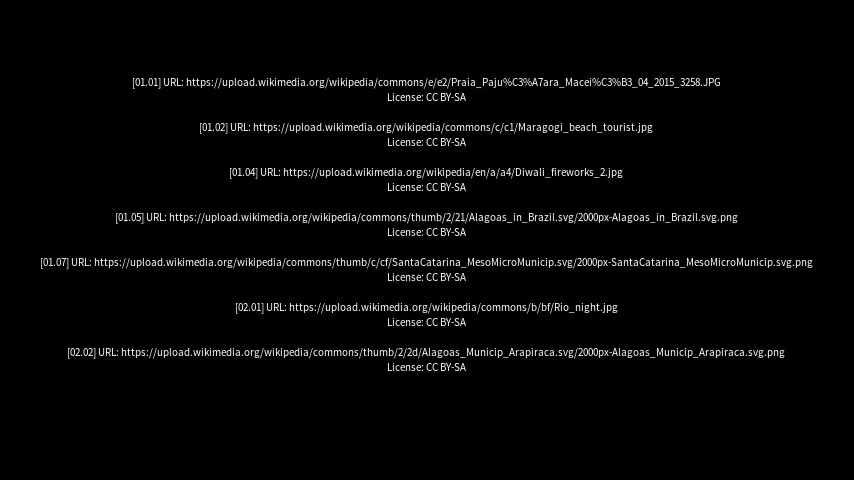 [01.01] URL: https://upload.wikimedia.org/wikipedia/commons/e/e2/Praia_Paju%C3%A7ara_Macei%C3%B3_04_2015_3258.JPG
License: CC BY-SA
[01.02] URL: https://upload.wikimedia.org/wikipedia/commons/c/c1/Maragogi_beach_tourist.jpg
License: CC BY-SA
[01.04] URL: https://upload.wikimedia.org/wikipedia/en/a/a4/Diwali_fireworks_2.jpg
License: CC BY-SA
[01.05] URL: https://upload.wikimedia.org/wikipedia/commons/thumb/2/21/Alagoas_in_Brazil.svg/2000px-Alagoas_in_Brazil.svg.png
License: CC BY-SA
[01.07] URL: https://upload.wikimedia.org/wikipedia/commons/thumb/c/cf/SantaCatarina_MesoMicroMunicip.svg/2000px-SantaCatarina_MesoMicroMunicip.svg.png
License: CC BY-SA
[02.01] URL: https://upload.wikimedia.org/wikipedia/commons/b/bf/Rio_night.jpg
License: CC BY-SA
[02.02] URL: https://upload.wikimedia.org/wikipedia/commons/thumb/2/2d/Alagoas_Municip_Arapiraca.svg/2000px-Alagoas_Municip_Arapiraca.svg.png
License: CC BY-SA